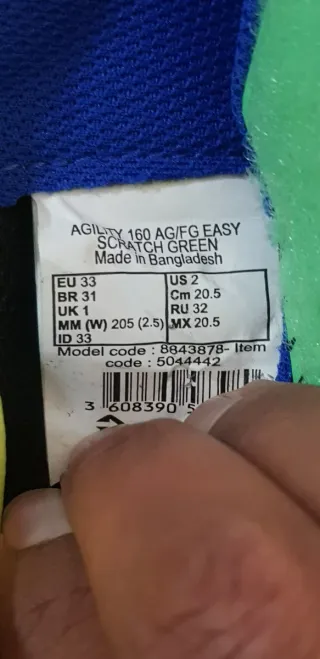 AGILITY 160 AG/FG EASY
SCRATCH GREEN
Made in Bangladesh
EU 33 US 2
BR 31 Cm 20.5
UK 1 RU 32
MM (W) 205 (2.5) MX 20.5
ID 33
Model code : 8843878- Item
code : 5044442
3 608390